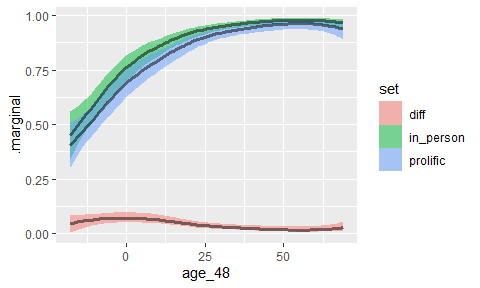 1.00
0.75
0.50
0.25
0.00
.marginal
0
25
50
age_48
set
diff
in_person
prolific